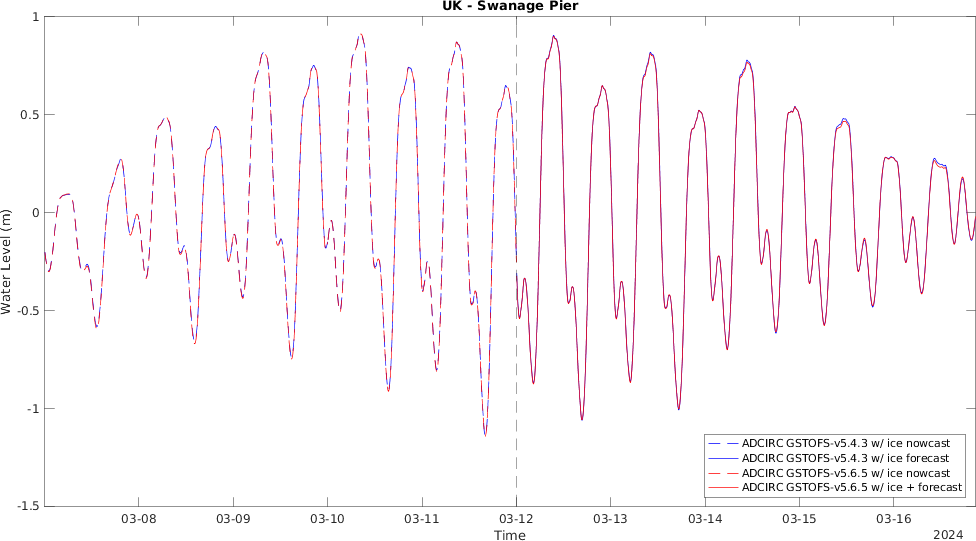 UK - Swanage Pier
1
0.5
0
-0.5
-1
-1.5
Water Level (m)
ADCIRC GSTOFS-v5.4.3 w/ ice nowcast
ADCIRC GSTOFS-v5.4.3 w/ ice forecast
ADCIRC GSTOFS-v5.6.5 w/ ice nowcast
ADCIRC GSTOFS-v5.6.5 w/ ice + forecast
03-08 03-09 03-10 03-11 03-12 03-13 03-14 03-15 03-16
Time
2024